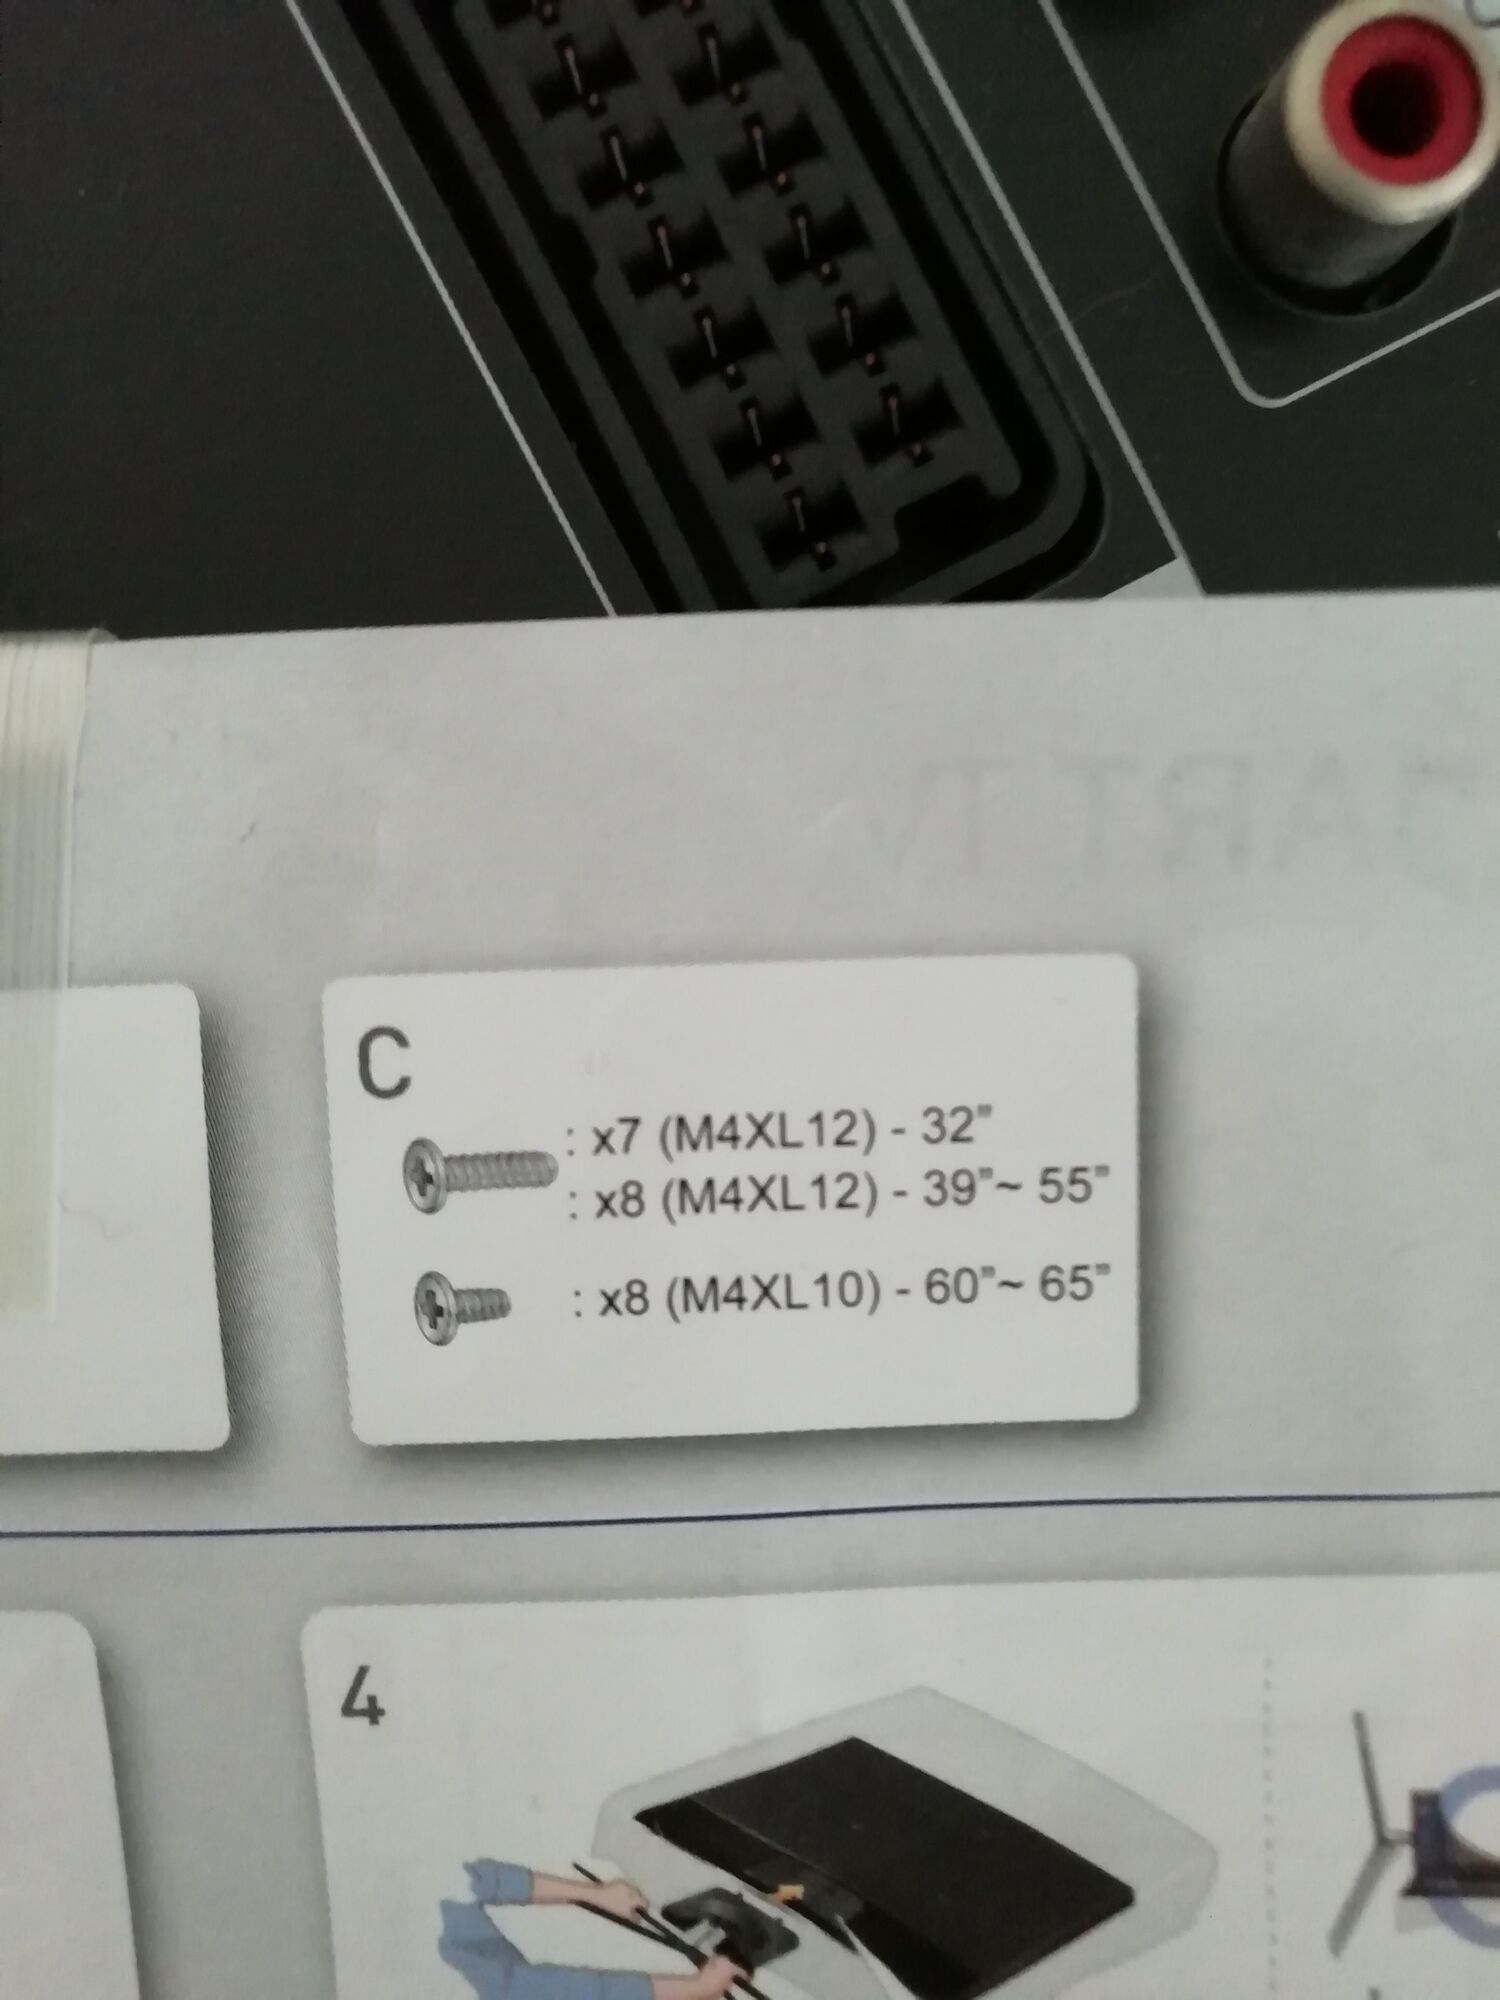 C
: x7 (M4XL12) - 32"
: x8 (M4XL12) - 39"~ 55"
: x8 (M4XL10) - 60"~ 65"
4